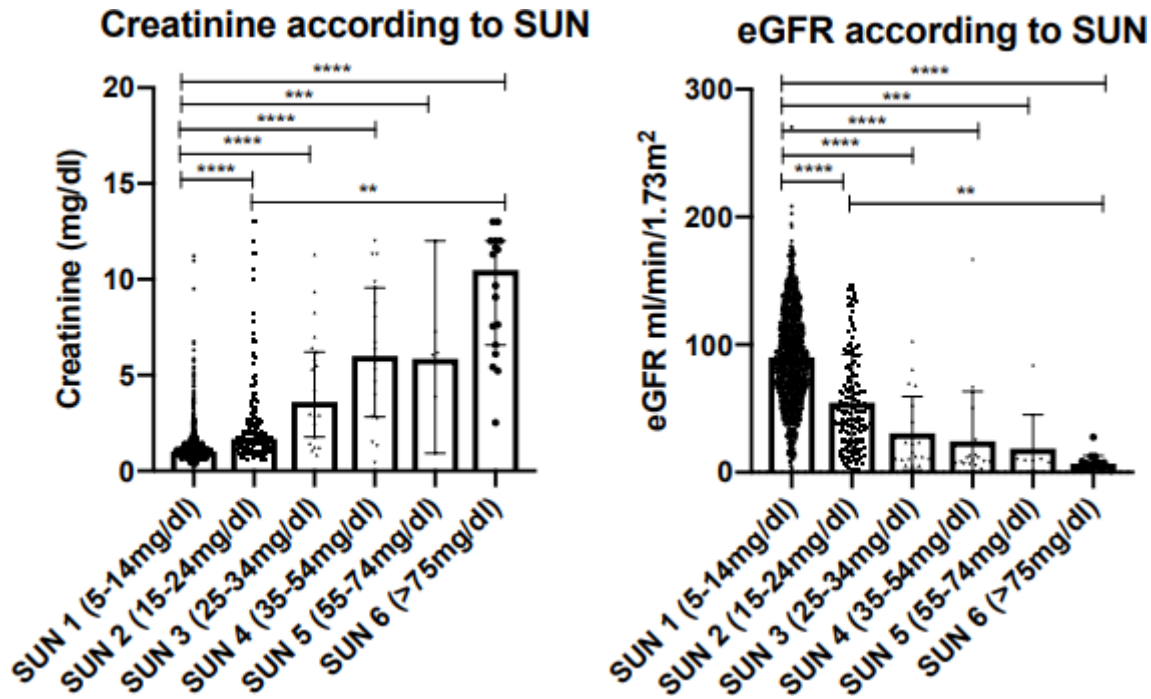 Creatinine according to SUN
****
***
****
****
****
**
20
15
10
5
0
Creatinine (mg/dl)
SUN 1 (5-14mg/dl)
SUN 2 (15-24mg/dl)
SUN 3 (25-34mg/dl)
SUN 4 (35-54mg/dl)
SUN 5 (55-74mg/dl)
SUN 6 (>75mg/dl)
eGFR according to SUN
****
***
****
****
****
**
300
200
100
0
eGFR ml/min/1.73m²
SUN 1 (5-14mg/dl)
SUN 2 (15-24mg/dl)
SUN 3 (25-34mg/dl)
SUN 4 (35-54mg/dl)
SUN 5 (55-74mg/dl)
SUN 6 (>75mg/dl)